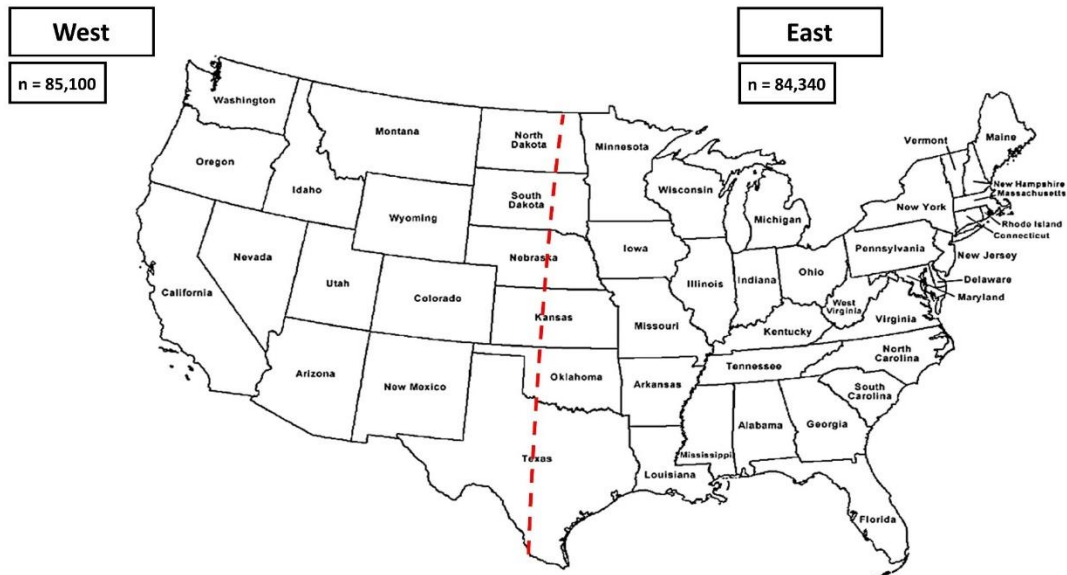 West
East
n = 85,100
n = 84,340
Washington
Montana
North
Dakota
Minnesota
Vermont
Maine
Oregon
Idaho
Wyoming
South
Dakota
Wisconsin
Michigan
New York
New Hampshire
Massachusetts
Rhode Island
Connecticut
Nevada
Utah
Colorado
Nebraska
Iowa
Illinois
Indiana
Ohio
Pennsylvania
New Jersey
Delaware
Maryland
California
Kansas
Missouri
Kentucky
West
Virginia
Virginia
Arizona
New Mexico
Oklahoma
Arkansas
Tennessee
North
Carolina
South
Carolina
Texas
Louisiana
Mississippi
Alabama
Georgia
Florida